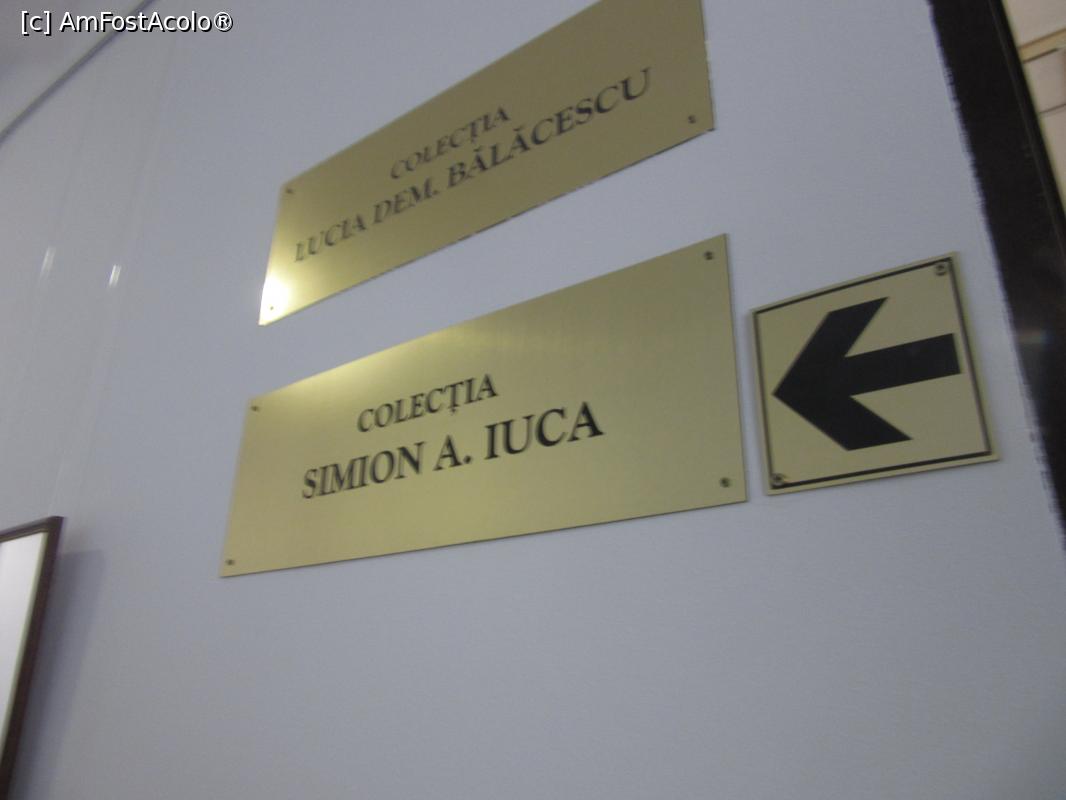 [c] AmFostAcolo®
COLECȚIA
LUCIA DEM. BĂLĂCESCU
COLECȚIA
SIMION A. IUCA